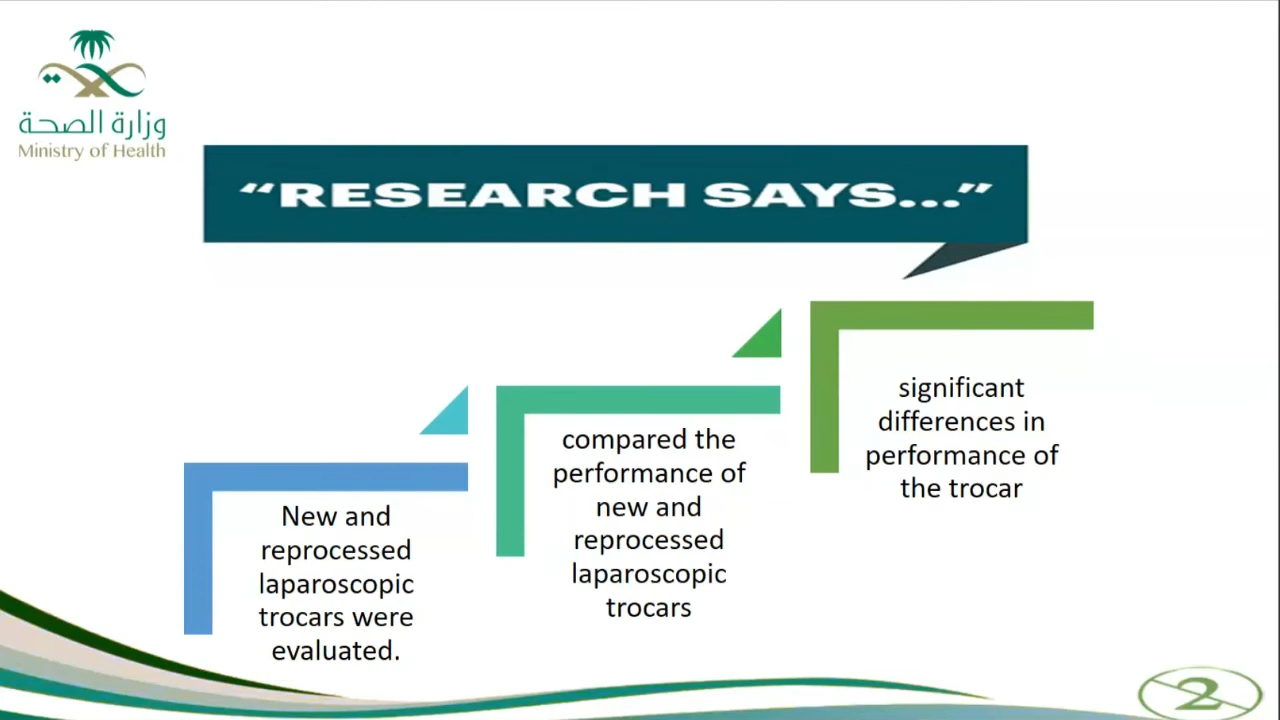 وزارة الصحة
Ministry of Health
“RESEARCH SAYS...”
New and
reprocessed
laparoscopic
trocars were
evaluated.
compared the
performance of
new and
reprocessed
laparoscopic
trocars
significant
differences in
performance of
the trocar
2